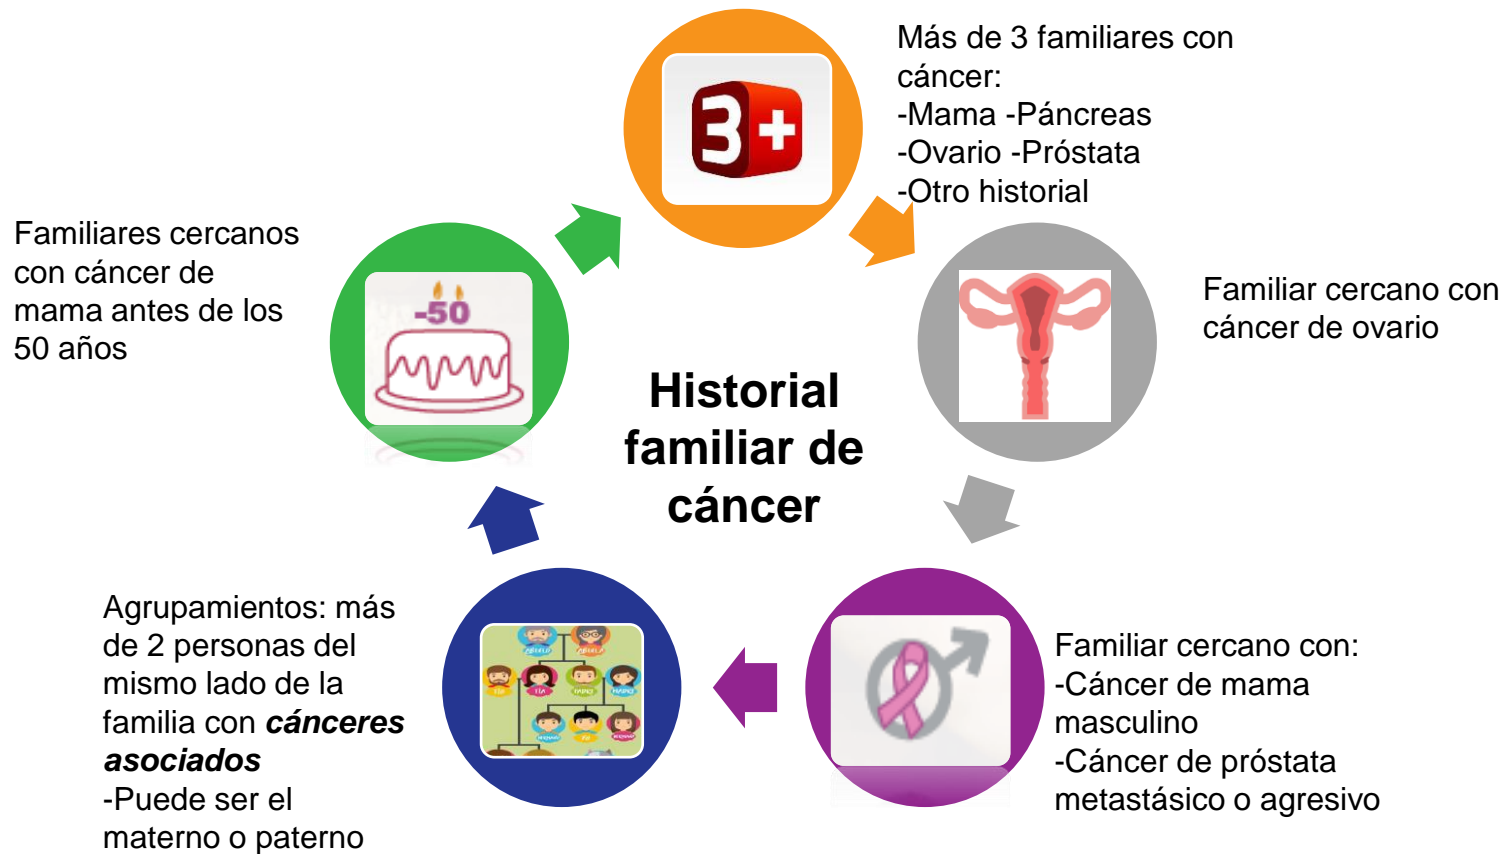 3+
Más de 3 familiares con
cáncer:
-Mama -Páncreas
-Ovario -Próstata
-Otro historial
Familiar cercano con
cáncer de ovario
Familiar cercano con:
-Cáncer de mama
masculino
-Cáncer de próstata
metastásico o agresivo
Agrupamientos: más
de 2 personas del
mismo lado de la
familia con cánceres
asociados
-Puede ser el
materno o paterno
Familiares cercanos
con cáncer de
mama antes de los
50 años
-50
Historial
familiar de
cáncer
TÍA